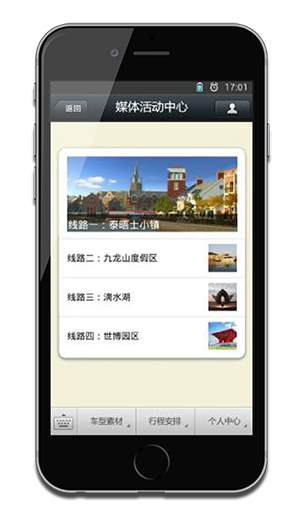 17:01
返回
媒体活动中心
线路一：泰晤士小镇
线路二：九龙山度假区
线路三：滴水湖
线路四：世博园区
车型素材
行程安排
个人中心